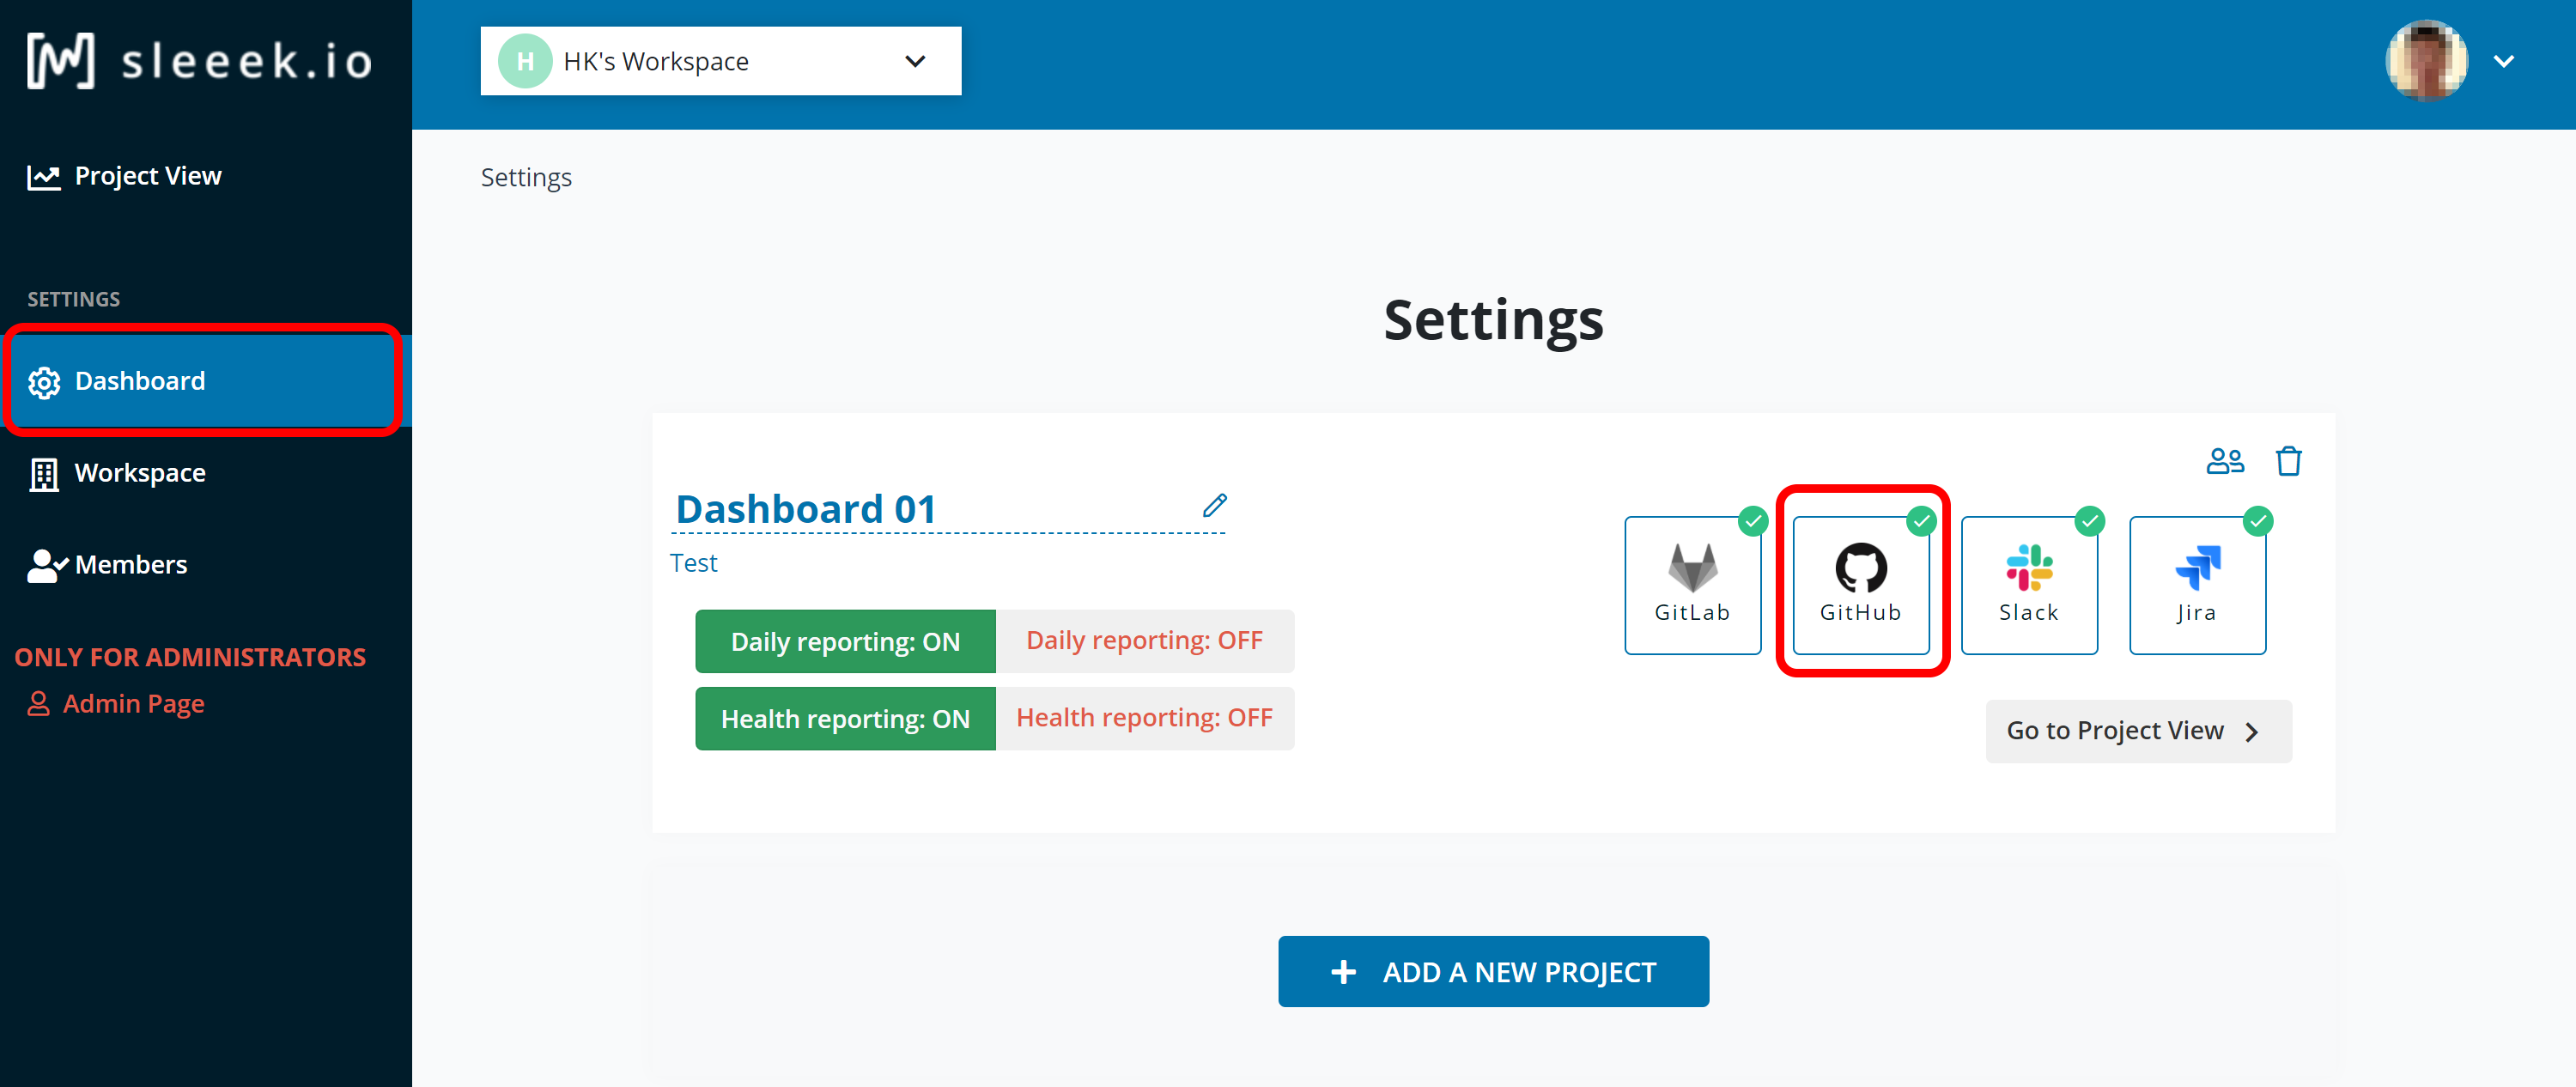 sleeek.io
H HK's Workspace
Project View
Settings
SETTINGS
Settings
Dashboard
Workspace
Members
ONLY FOR ADMINISTRATORS
Admin Page
Dashboard 01
Test
Daily reporting: ON Daily reporting: OFF
Health reporting: ON Health reporting: OFF
GitLab GitHub Slack Jira
Go to Project View
ADD A NEW PROJECT